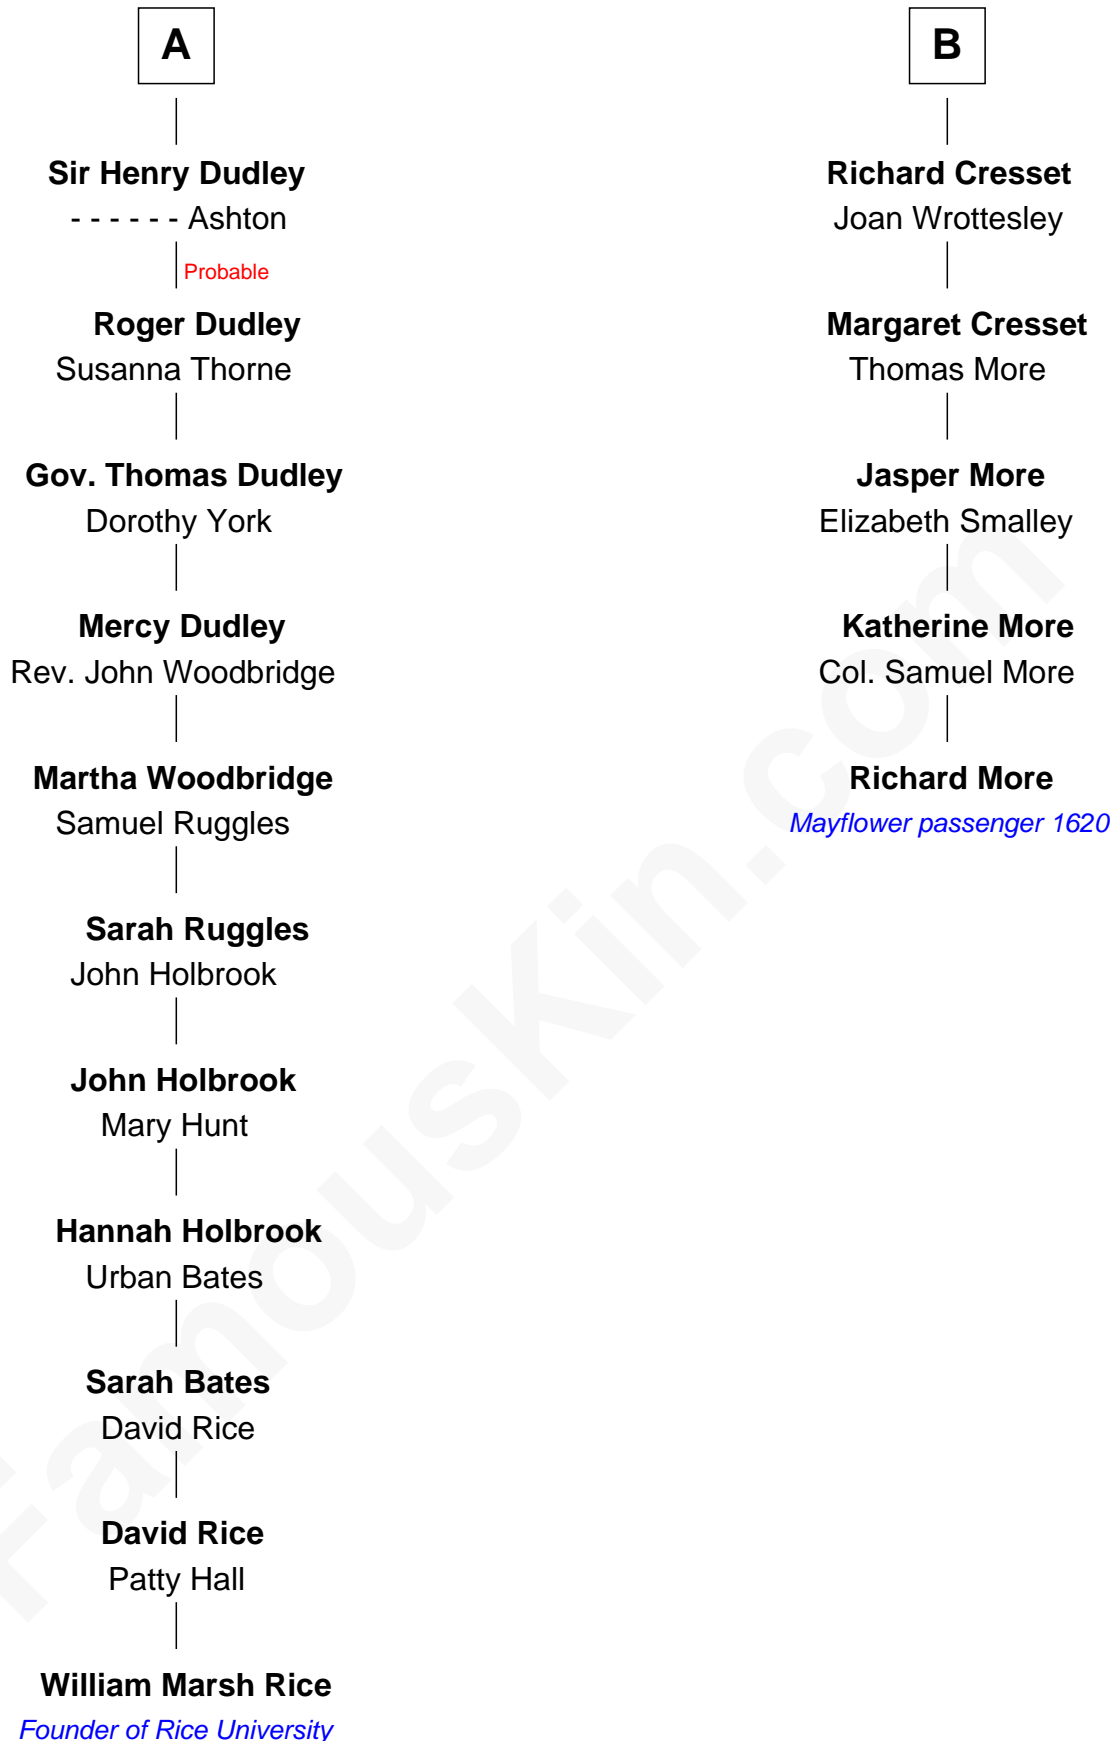 A
Sir Henry Dudley
- - - - - - Ashton
Probable
Roger Dudley
Susanna Thorne
Gov. Thomas Dudley
Dorothy York
Mercy Dudley
Rev. John Woodbridge
Martha Woodbridge
Samuel Ruggles
Sarah Ruggles
John Holbrook
John Holbrook
Mary Hunt
Hannah Holbrook
Urban Bates
Sarah Bates
David Rice
David Rice
Patty Hall
William Marsh Rice
Founder of Rice University
B
Richard Cresset
Joan Wrottesley
Margaret Cresset
Thomas More
Jasper More
Elizabeth Smalley
Katherine More
Col. Samuel More
Richard More
Mayflower passenger 1620
FamousKin.com